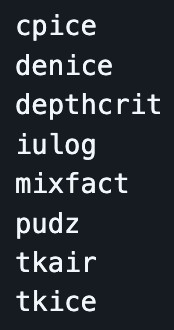 cpice
denice
depthcrit
iulog
mixfact
pudz
tkair
tkice